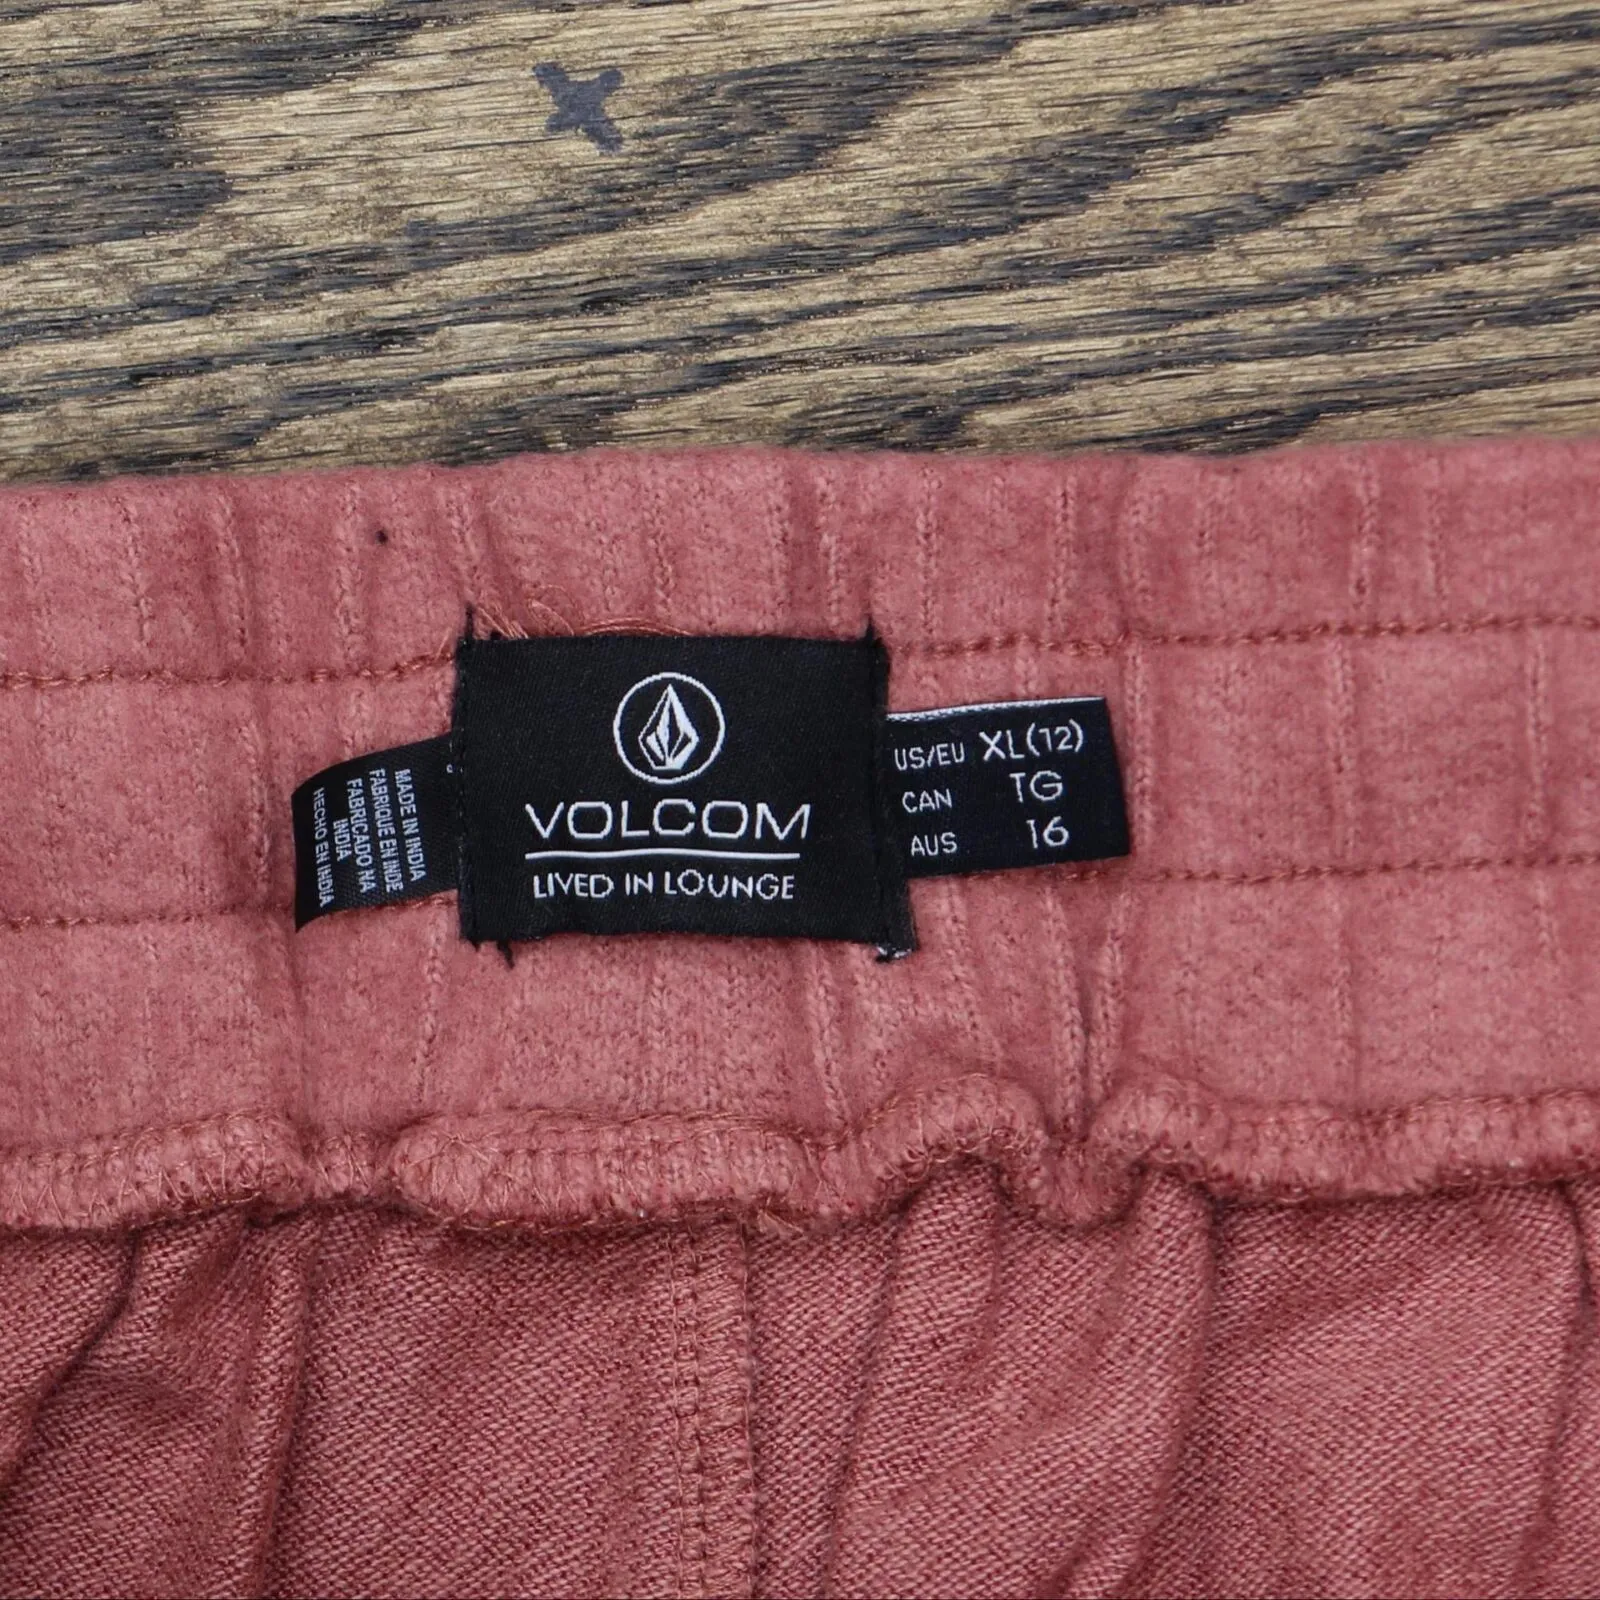 MADE IN INDIA
FABRIQUE EN INDE
FABRICADO NA
INDIA
HECHO EN INDIA
VOLCOM
LIVED IN LOUNGE
US/EU XL(12)
CAN TG
AUS 16